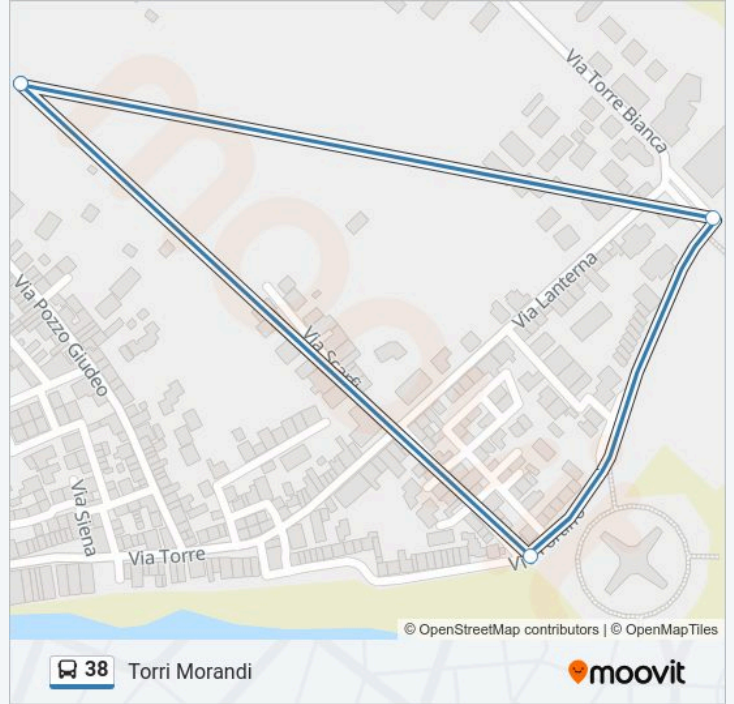 Via Torre Bianca
Via Lanterna
Via Pozzo Giudeo
Via Scarfì
Via Siena
Via Torre
© OpenStreetMap contributors | © OpenMapTiles
38 Torri Morandi
moovit